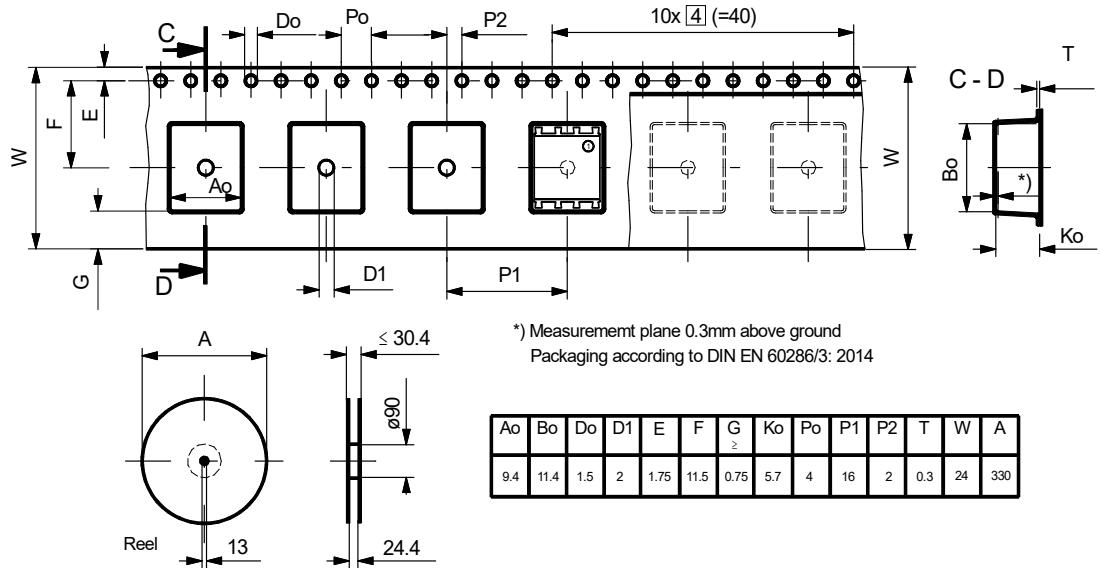 C
Do
Po
P2
10x 4 (=40)
T
C - D
W
F
E
Ao
W
Bo
*)
Ko
G
D
D1
P1
*) Measurememt plane 0.3mm above ground
Packaging according to DIN EN 60286/3: 2014
A
≤ 30.4
ø90
Reel
13
24.4
Ao Bo Do D1 E F G ≥ Ko Po P1 P2 T W A
9.4 11.4 1.5 2 1.75 11.5 0.75 5.7 4 16 2 0.3 24 330